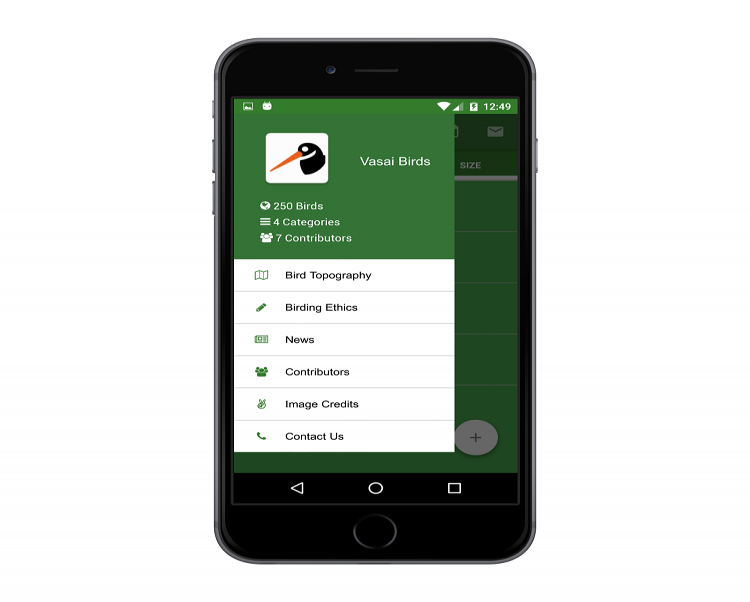 12:49
Vasai Birds
SIZE
250 Birds
4 Categories
7 Contributors
Bird Topography
Birding Ethics
News
Contributors
Image Credits
Contact Us